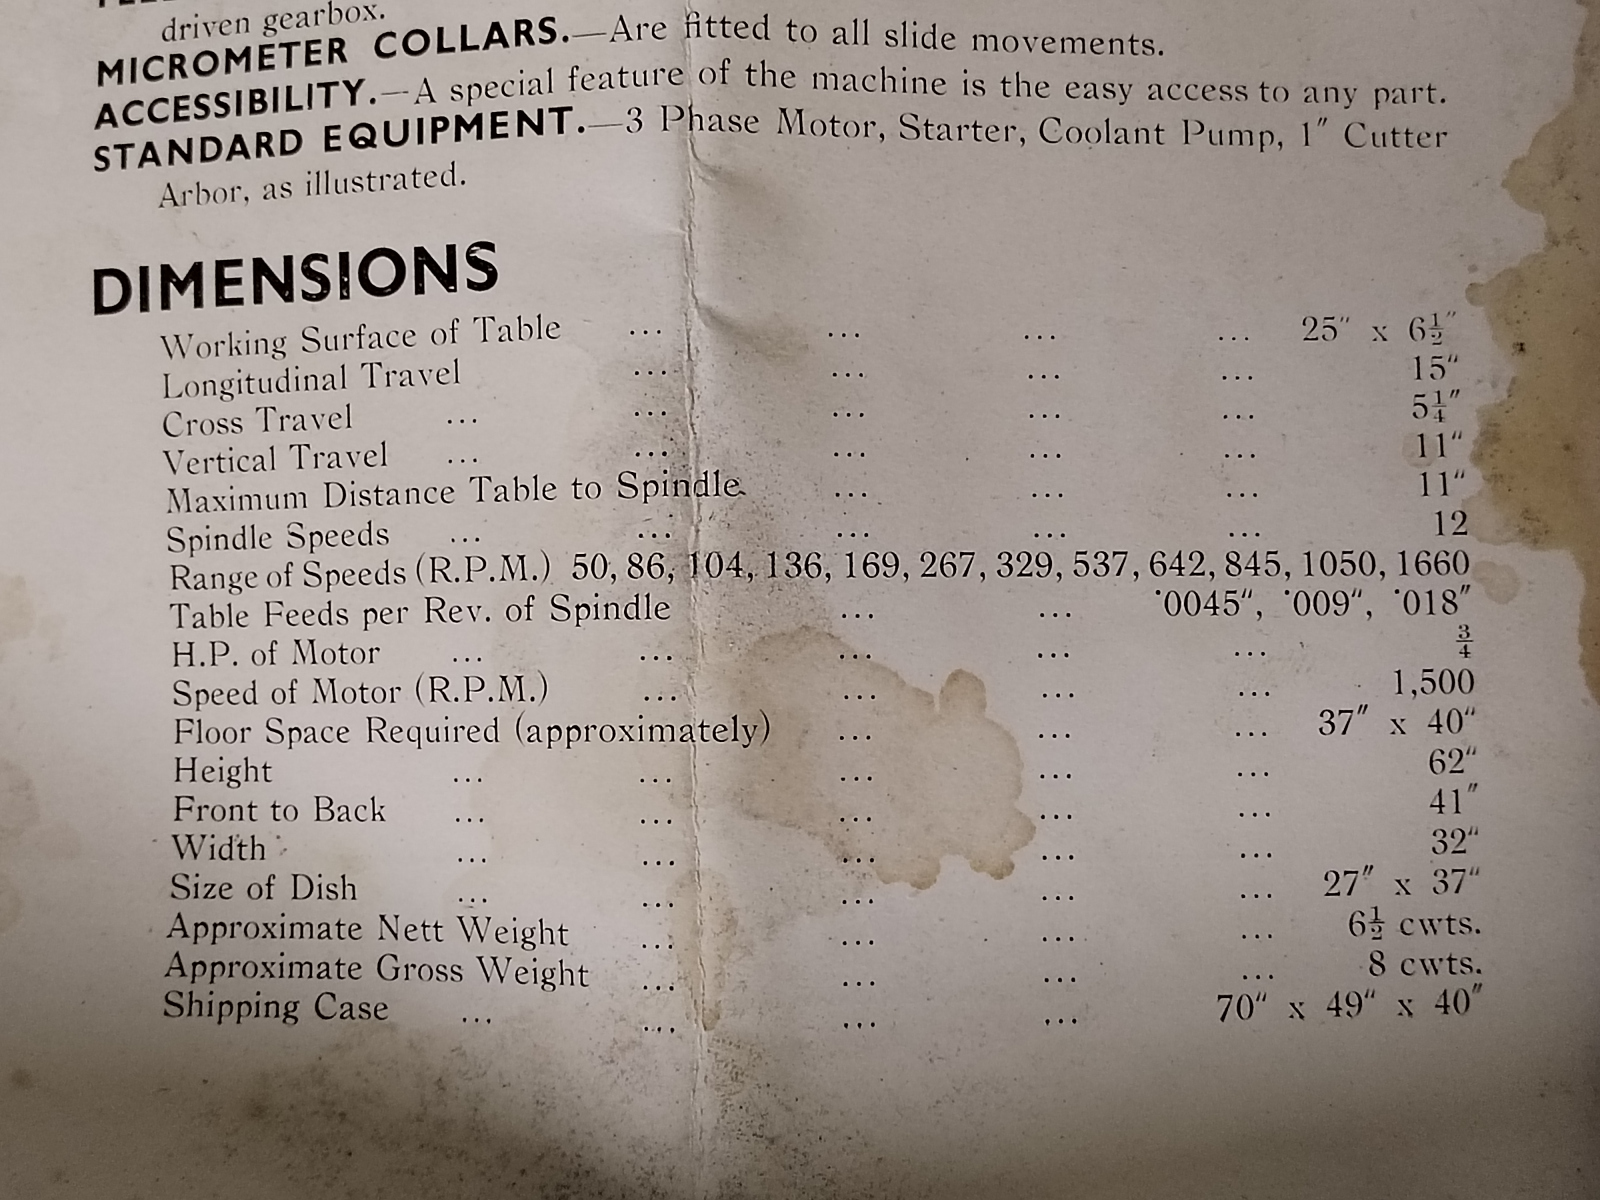 driven gearbox.
MICROMETER COLLARS.—Are fitted to all slide movements.
ACCESSIBILITY.—A special feature of the machine is the easy access to any part.
STANDARD EQUIPMENT.—3 Phase Motor, Starter, Coolant Pump, 1″ Cutter
Arbor, as illustrated.
DIMENSIONS
Working Surface of Table ... ... ... ... 25″ x 6½″
Longitudinal Travel ... ... ... ... 15″
Cross Travel ... ... ... ... ... 5¼″
Vertical Travel ... ... ... ... ... 11″
Maximum Distance Table to Spindle ... ... ... 11″
Spindle Speeds ... ... ... ... ... 12
Range of Speeds (R.P.M.) 50, 86, 104, 136, 169, 267, 329, 537, 642, 845, 1050, 1660
Table Feeds per Rev. of Spindle ... ... ·0045″, ·009″, ·018″
H.P. of Motor ... ... ... ... ... ¾
Speed of Motor (R.P.M.) ... ... ... ... 1,500
Floor Space Required (approximately) ... ... ... 37″ x 40″
Height ... ... ... ... ... 62″
Front to Back ... ... ... ... ... 41″
Width ... ... ... ... ... 32″
Size of Dish ... ... ... ... ... 27″ x 37″
Approximate Nett Weight ... ... ... ... 6½ cwts.
Approximate Gross Weight ... ... ... ... 8 cwts.
Shipping Case ... ... ... ... 70″ x 49″ x 40″